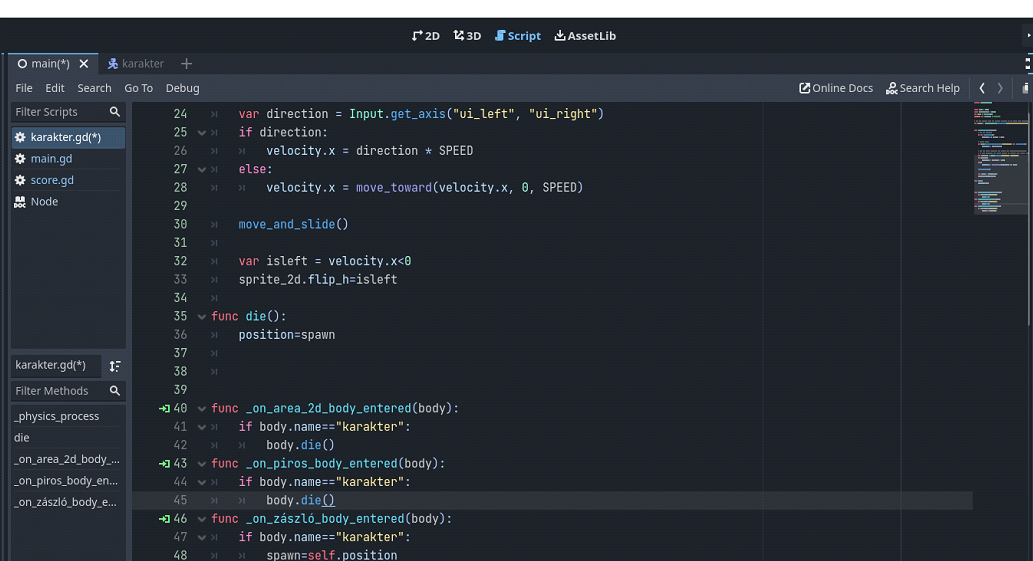 2D 3D Script AssetLib
main(*) karakter
File Edit Search Go To Debug Online Docs Search Help
Filter Scripts
karakter.gd(*)
main.gd
score.gd
Node
karakter.gd(*)
Filter Methods
_physics_process
die
_on_area_2d_body_...
_on_piros_body_en...
_on_zászló_body_e...
24 var direction = Input.get_axis("ui_left", "ui_right")
25 if direction:
26 velocity.x = direction * SPEED
27 else:
28 velocity.x = move_toward(velocity.x, 0, SPEED)
29
30 move_and_slide()
31
32 var isleft = velocity.x<0
33 sprite_2d.flip_h=isleft
34
35 func die():
36 position=spawn
37
38
39
40 func _on_area_2d_body_entered(body):
41 if body.name=="karakter":
42 body.die()
43 func _on_piros_body_entered(body):
44 if body.name=="karakter":
45 body.die()
46 func _on_zászló_body_entered(body):
47 if body.name=="karakter":
48 spawn=self.position